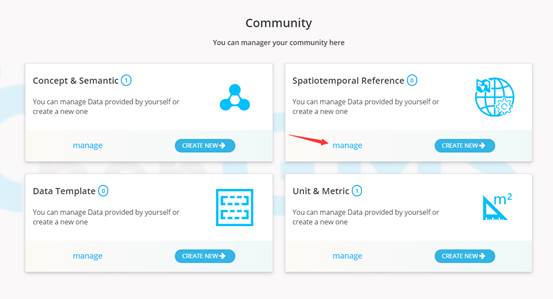 Community
You can manager your community here
Concept & Semantic 1
You can manage Data provided by yourself or
create a new one
manage
CREATE NEW
Spatiotemporal Reference 0
You can manage Data provided by yourself or
create a new one
manage
CREATE NEW
Data Template 0
You can manage Data provided by yourself or
create a new one
manage
CREATE NEW
Unit & Metric 1
You can manage Data provided by yourself or
create a new one
m²
manage
CREATE NEW